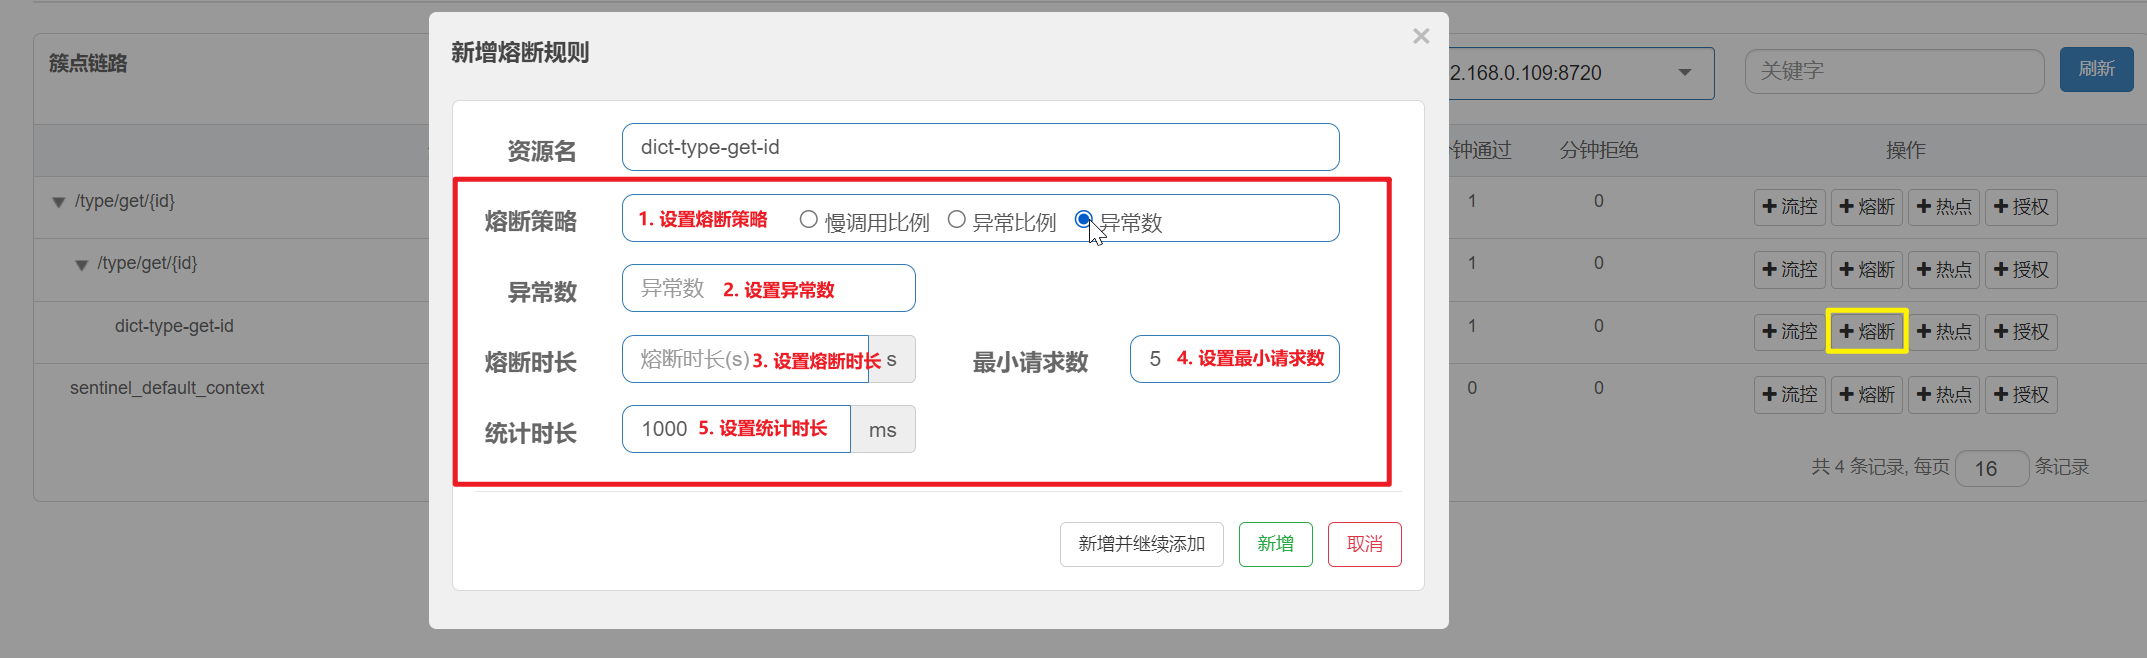 新增熔断规则
×
簇点链路
2.168.0.109:8720
关键字
刷新
资源名
dict-type-get-id
钟通过
分钟拒绝
操作
熔断策略
1. 设置熔断策略
慢调用比例
异常比例
异常数
异常数
异常数
2. 设置异常数
熔断时长
熔断时长(s)
3. 设置熔断时长
s
最小请求数
5
4. 设置最小请求数
统计时长
1000
5. 设置统计时长
ms
新增并继续添加
新增
取消
/type/get/{id}
1
0
+流控
+熔断
+热点
+授权
/type/get/{id}
1
0
+流控
+熔断
+热点
+授权
dict-type-get-id
1
0
+流控
+熔断
+热点
+授权
sentinel_default_context
0
0
+流控
+熔断
+热点
+授权
共 4 条记录, 每页 16 条记录